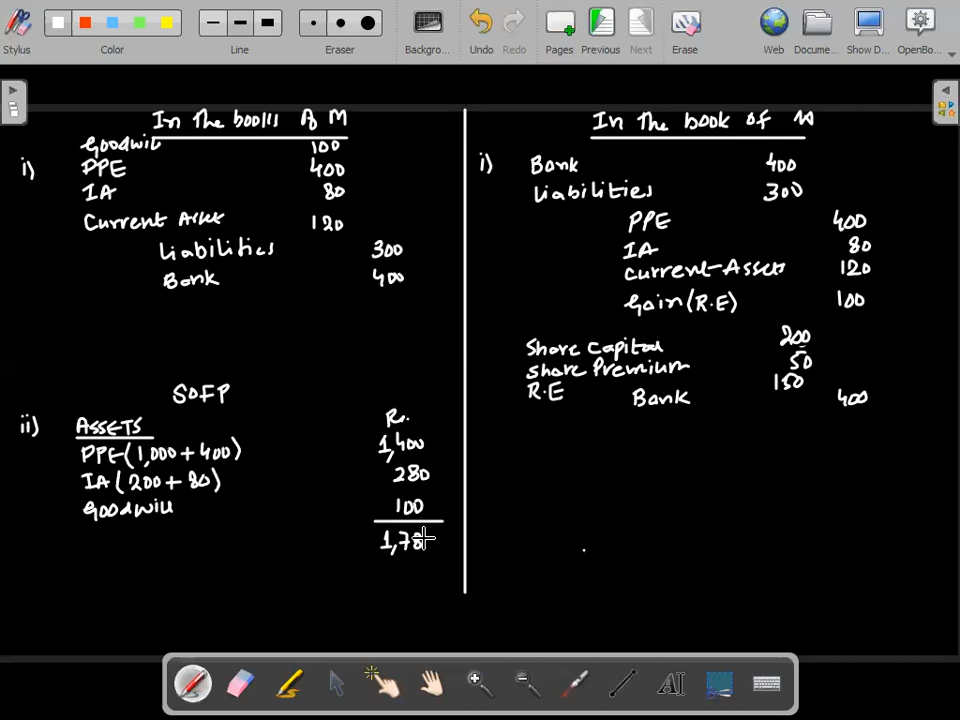 Stylus
Color
Line
Eraser
Backgro...
Undo
Redo
Pages
Previous
Next
Erase
Web
Docume...
Show D...
OpenBo...
In The books of M
i)
Goodwill 100
PPE 400
IA 80
Current Asset 120
Liabilities 300
Bank 400
SOFP
ii) ASSETS Rs.
PPE (1,000 + 400) 1,400
IA (200 + 80) 280
Goodwill 100
1,78
In The book of N
i) Bank 400
Liabilities 300
PPE 400
IA 80
Current-Assets 120
Gain (R.E) 100
Share Capital 200
Share Premium 50
R.E 150
Bank 400